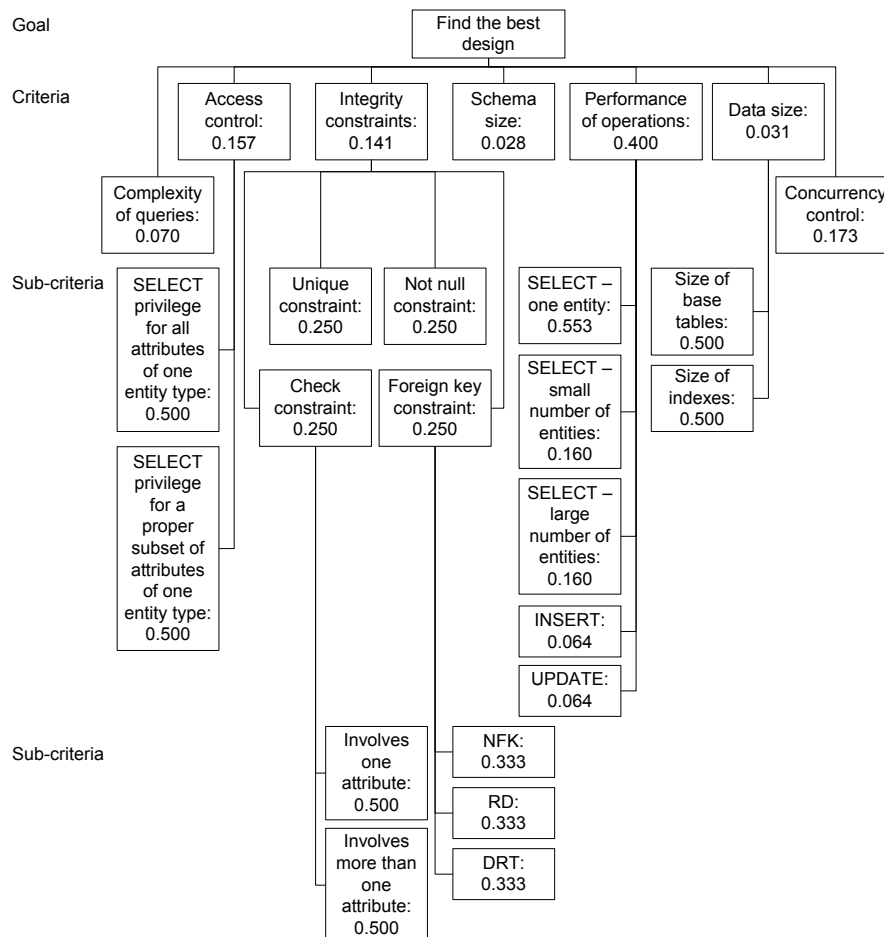 Goal
Find the best
design
Criteria
Access
control:
0.157
Integrity
constraints:
0.141
Schema
size:
0.028
Performance
of operations:
0.400
Data size:
0.031
Complexity
of queries:
0.070
Concurrency
control:
0.173
Sub-criteria
SELECT
privilege
for all
attributes
of one
entity type:
0.500
Unique
constraint:
0.250
Not null
constraint:
0.250
SELECT –
one entity:
0.553
Size of
base
tables:
0.500
Check
constraint:
0.250
Foreign key
constraint:
0.250
SELECT –
small
number of
entities:
0.160
Size of
indexes:
0.500
SELECT
privilege
for a
proper
subset of
attributes
of one
entity type:
0.500
SELECT –
large
number of
entities:
0.160
INSERT:
0.064
UPDATE:
0.064
Sub-criteria
Involves
one
attribute:
0.500
NFK:
0.333
RD:
0.333
Involves
more than
one
attribute:
0.500
DRT:
0.333